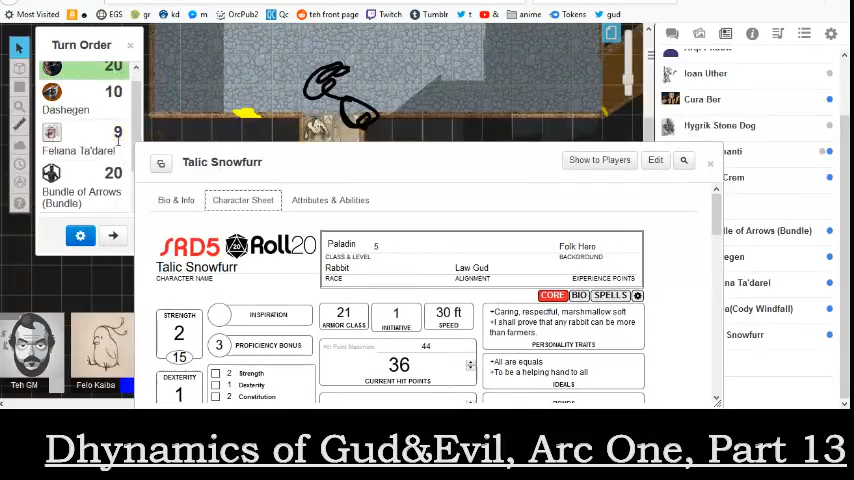 Most Visited EGS gr kd m OrcPub2 Qc teh front page Twitch Tumblr t anime Tokens gud
Turn Order
20
10
Dashegen
9
Feliana Ta'darel
20
Bundle of Arrows
(Bundle)
Teh GM
Felo Kaiba
Talic Snowfurr
Show to Players
Edit
Bio & Info
Character Sheet
Attributes & Abilities
SRD5 Roll20
Talic Snowfurr
CHARACTER NAME
Paladin 5
CLASS & LEVEL
Folk Hero
BACKGROUND
Rabbit
RACE
Law Gud
ALIGNMENT
EXPERIENCE POINTS
CORE BIO SPELLS
STRENGTH
2
15
DEXTERITY
1
INSPIRATION
3 PROFICIENCY BONUS
2 Strength
1 Dexterity
2 Constitution
21
ARMOR CLASS
1
INITIATIVE
30 ft
SPEED
Hit Point Maximum 44
36
CURRENT HIT POINTS
+Caring, respectful, marshmallow soft
+I shall prove that any rabbit can be more
than farmers.
PERSONALITY TRAITS
+All are equals
+To be a helping hand to all
IDEALS
Ioan Uther
Cura Ber
Hygrik Stone Dog
anti
Crem
le of Arrows (Bundle)
egen
na Ta'darel
a(Cody Windfall)
Snowfurr
Dhynamics of Gud&Evil, Arc One, Part 13